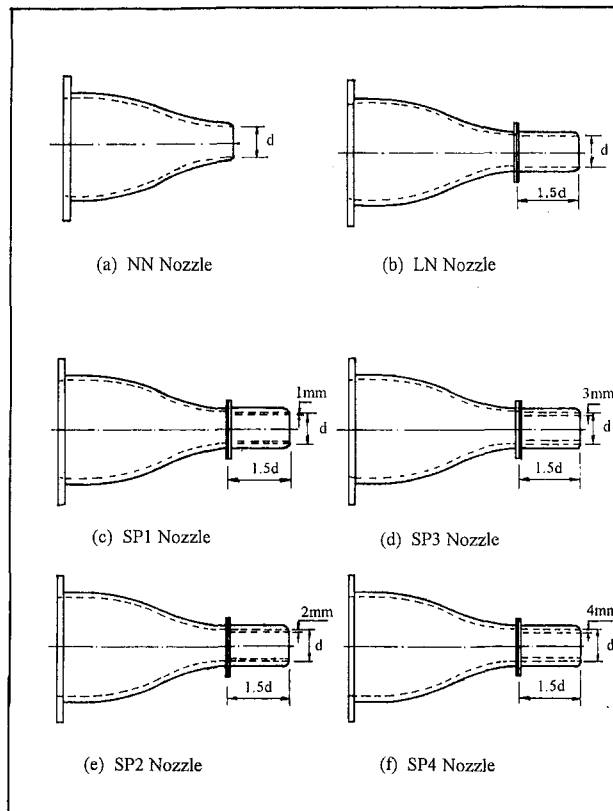 d
(a) NN Nozzle
d
1.5d
(b) LN Nozzle
1mm
d
1.5d
(c) SP1 Nozzle
3mm
d
1.5d
(d) SP3 Nozzle
2mm
d
1.5d
(e) SP2 Nozzle
4mm
d
1.5d
(f) SP4 Nozzle